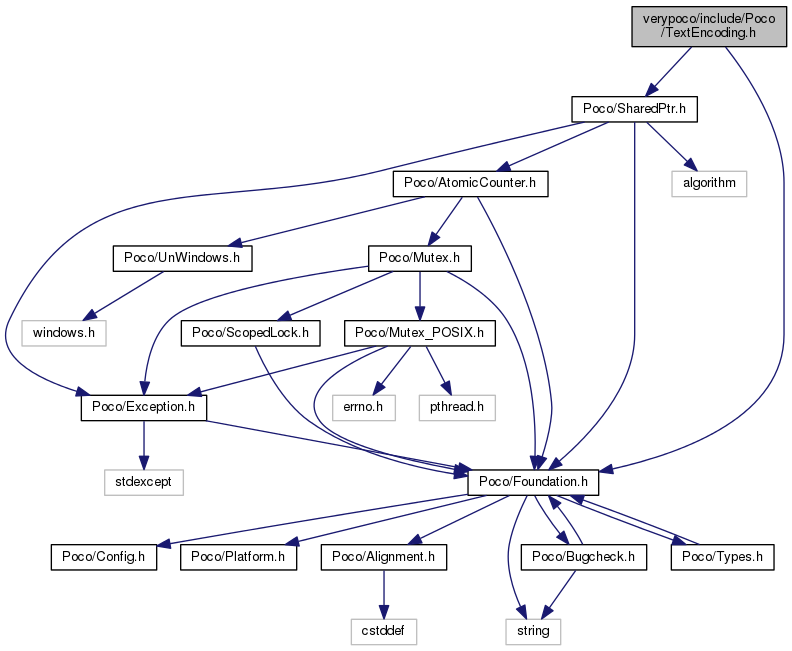 verypoco/include/Poco
/TextEncoding.h
Poco/SharedPtr.h
Poco/AtomicCounter.h
algorithm
Poco/UnWindows.h
Poco/Mutex.h
windows.h
Poco/ScopedLock.h
Poco/Mutex_POSIX.h
Poco/Exception.h
errno.h
pthread.h
stdexcept
Poco/Foundation.h
Poco/Config.h
Poco/Platform.h
Poco/Alignment.h
Poco/Bugcheck.h
Poco/Types.h
cstddef
string